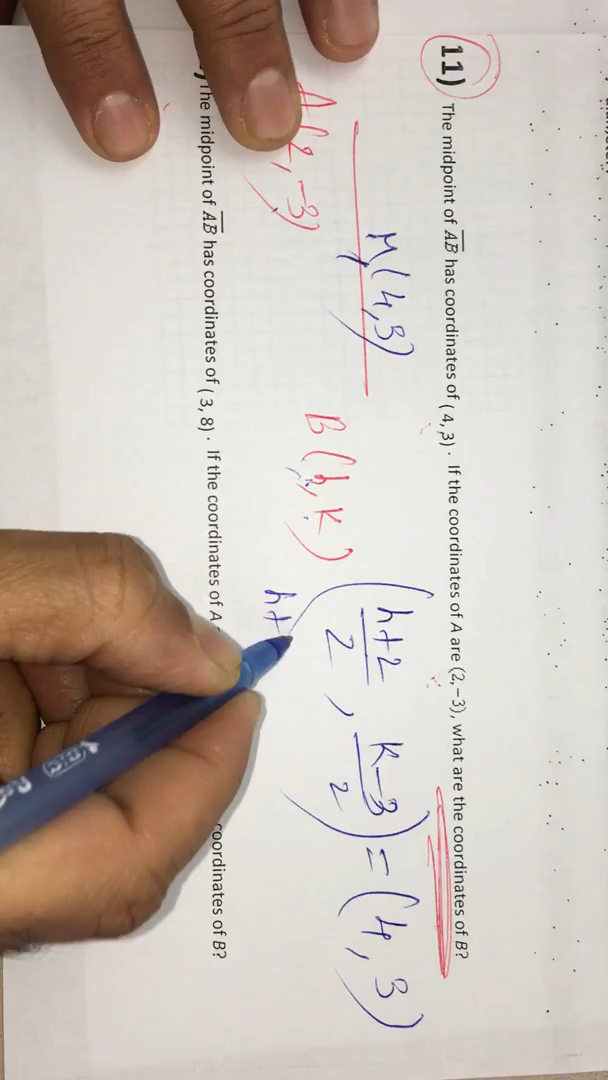 11) The midpoint of AB has coordinates of (4, 3). If the coordinates of A are (2,−3), what are the coordinates of B?
M(4,3)
A(2,-3) B(h,k) (h+2/2, k-3/2) = (4,3)
h+
The midpoint of AB has coordinates of (3, 8). If the coordinates of A coordinates of B?